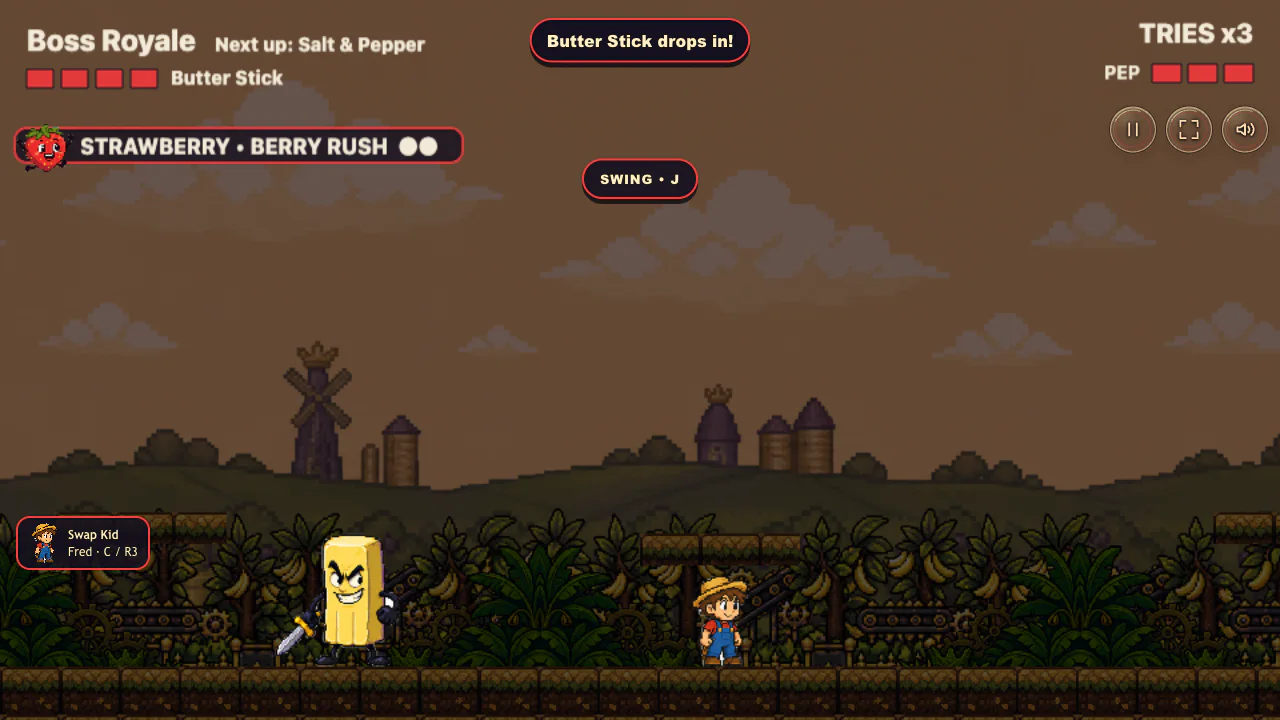 Boss Royale Next up: Salt & Pepper
Butter Stick drops in!
TRIES x3
Butter Stick
PEP
STRAWBERRY • BERRY RUSH
SWING • J
Swap Kid
Fred · C / R3